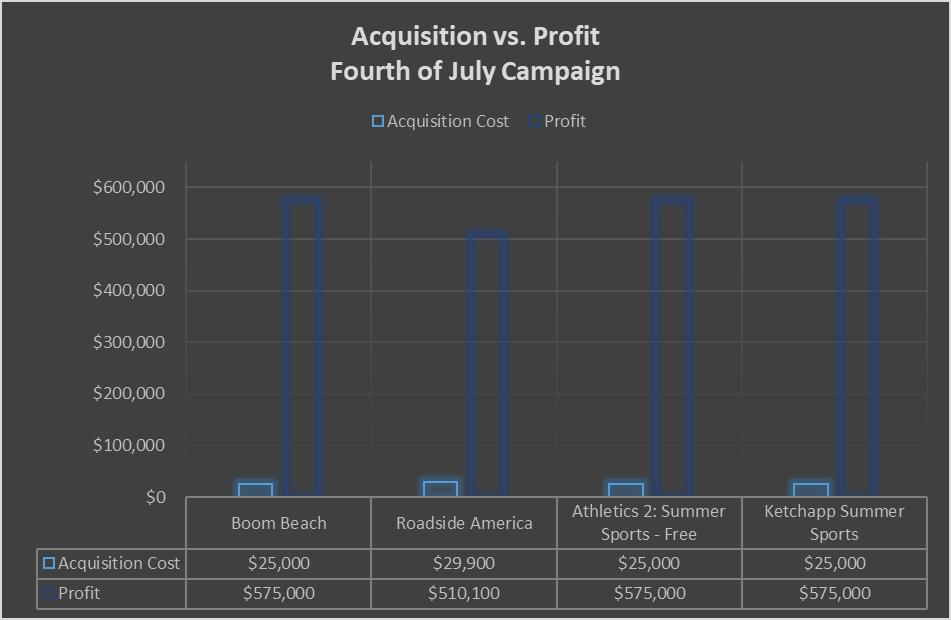 Acquisition vs. Profit
Fourth of July Campaign
Acquisition Cost Profit
$600,000
$500,000
$400,000
$300,000
$200,000
$100,000
$0
Boom Beach Roadside America Athletics 2: Summer Sports - Free Ketchapp Summer Sports
Acquisition Cost $25,000 $29,900 $25,000 $25,000
Profit $575,000 $510,100 $575,000 $575,000